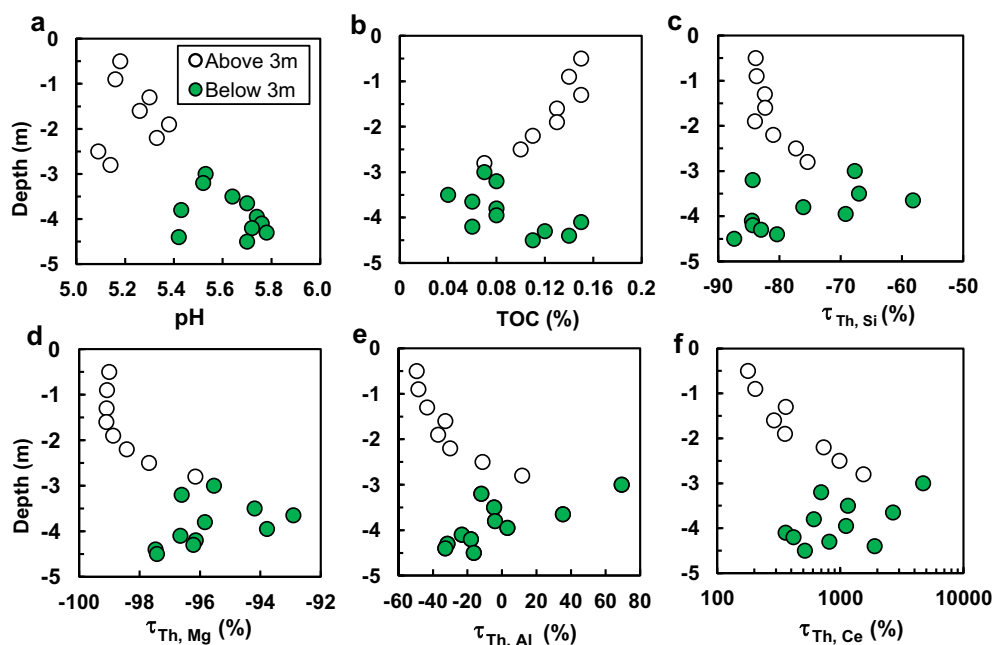 a
b
c
0
-1
-2
-3
-4
-5
Depth (m)
Above 3m
Below 3m
5.0 5.2 5.4 5.6 5.8 6.0
pH
0
-1
-2
-3
-4
-5
0 0.04 0.08 0.12 0.16 0.2
TOC (%)
0
-1
-2
-3
-4
-5
-90 -80 -70 -60 -50
τTh, Si (%)
d
e
f
0
-1
-2
-3
-4
-5
Depth (m)
-100 -98 -96 -94 -92
τTh, Mg (%)
0
-1
-2
-3
-4
-5
-60 -40 -20 0 20 40 60 80
τTh, Al (%)
0
-1
-2
-3
-4
-5
100 1000 10000
τTh, Ce (%)